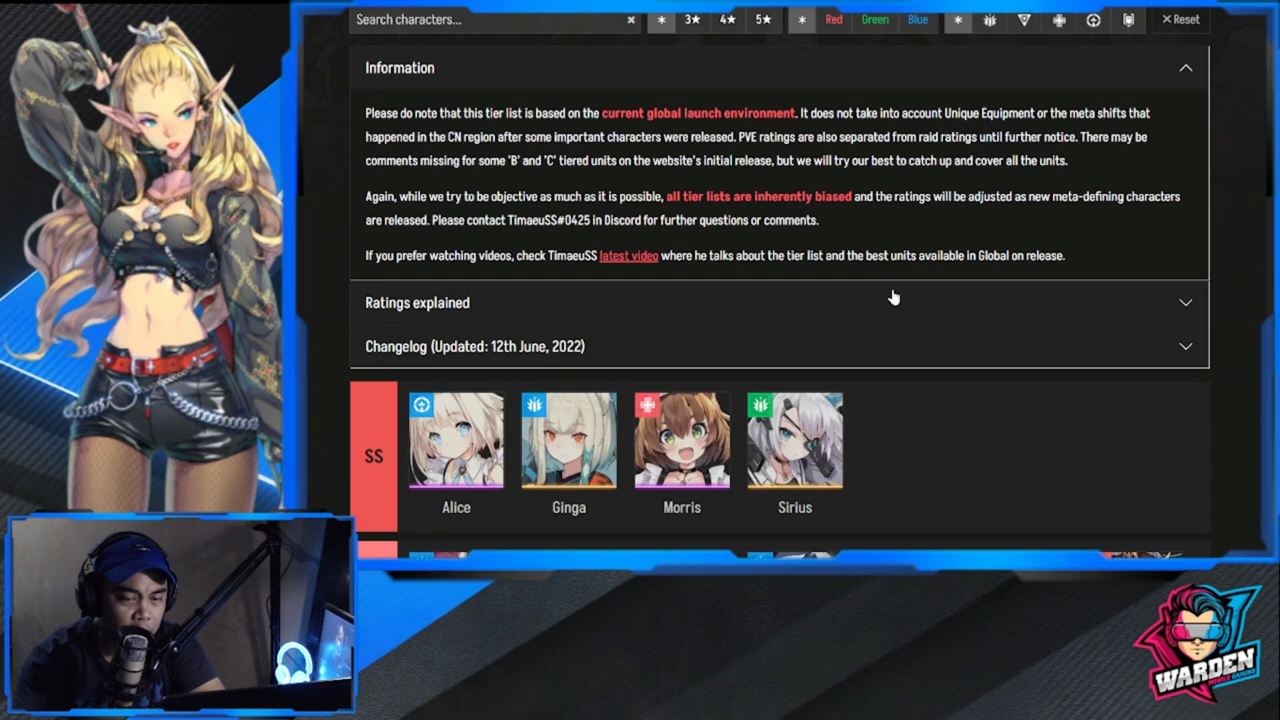 Search characters...
✖
* 3★ 4★ 5★ * Red Green Blue * ✕ Reset
Information
Please do note that this tier list is based on the current global launch environment. It does not take into account Unique Equipment or the meta shifts that
happened in the CN region after some important characters were released. PVE ratings are also separated from raid ratings until further notice. There may be
comments missing for some 'B' and 'C' tiered units on the website's initial release, but we will try our best to catch up and cover all the units.
Again, while we try to be objective as much as it is possible, all tier lists are inherently biased and the ratings will be adjusted as new meta-defining characters
are released. Please contact TimaeuSS#0425 in Discord for further questions or comments.
If you prefer watching videos, check TimaeuSS latest video where he talks about the tier list and the best units available in Global on release.
Ratings explained
Changelog (Updated: 12th June, 2022)
SS
Alice
Ginga
Morris
Sirius
WARDEN
MOBILE GAMING